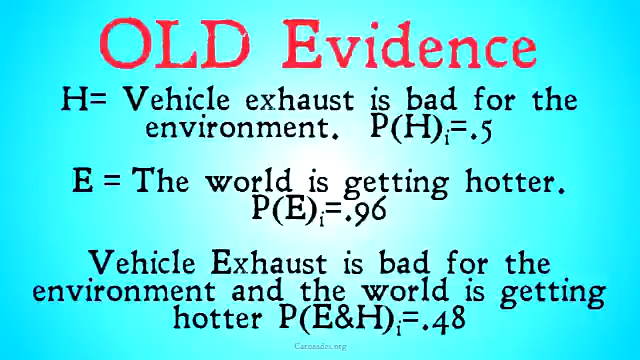 OLD Evidence
H= Vehicle exhaust is bad for the
environment. P(H)i=.5
E = The world is getting hotter.
P(E)i=.96
Vehicle Exhaust is bad for the
environment and the world is getting
hotter P(E&H)i=.48
Carneades.org